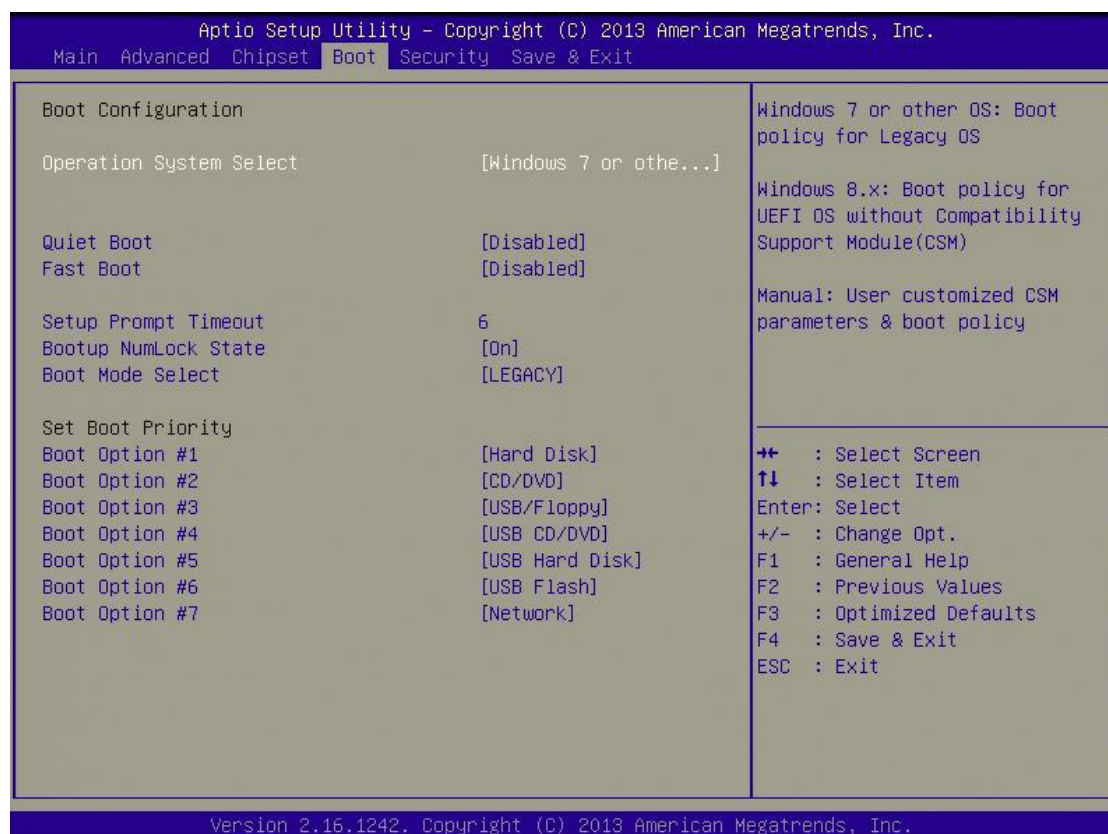 Aptio Setup Utility – Copyright (C) 2013 American Megatrends, Inc.
Main Advanced Chipset Boot Security Save & Exit
Boot Configuration
Operation System Select [Windows 7 or othe...]
Quiet Boot [Disabled]
Fast Boot [Disabled]
Setup Prompt Timeout 6
Bootup NumLock State [On]
Boot Mode Select [LEGACY]
Set Boot Priority
Boot Option #1 [Hard Disk]
Boot Option #2 [CD/DVD]
Boot Option #3 [USB/Floppy]
Boot Option #4 [USB CD/DVD]
Boot Option #5 [USB Hard Disk]
Boot Option #6 [USB Flash]
Boot Option #7 [Network]
Windows 7 or other OS: Boot
policy for Legacy OS
Windows 8.x: Boot policy for
UEFI OS without Compatibility
Support Module(CSM)
Manual: User customized CSM
parameters & boot policy
→← : Select Screen
↑↓ : Select Item
Enter: Select
+/- : Change Opt.
F1 : General Help
F2 : Previous Values
F3 : Optimized Defaults
F4 : Save & Exit
ESC : Exit
Version 2.16.1242. Copyright (C) 2013 American Megatrends, Inc.